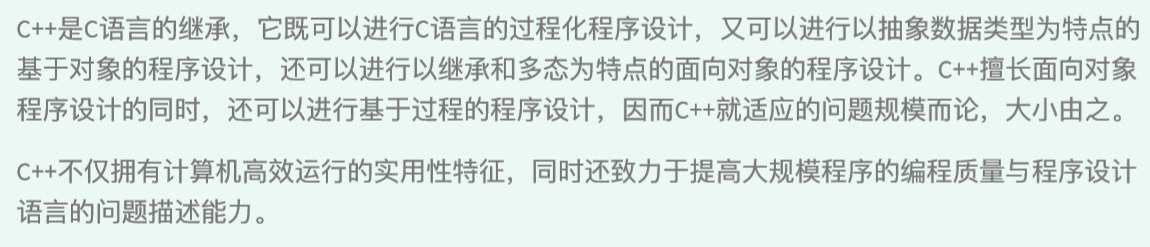 C++是C语言的继承，它既可以进行C语言的过程化程序设计，又可以进行以抽象数据类型为特点的
基于对象的程序设计，还可以进行以继承和多态为特点的面向对象的程序设计。C++擅长面向对象
程序设计的同时，还可以进行基于过程的程序设计，因而C++就适应的问题规模而论，大小由之。
C++不仅拥有计算机高效运行的实用性特征，同时还致力于提高大规模程序的编程质量与程序设计
语言的问题描述能力。